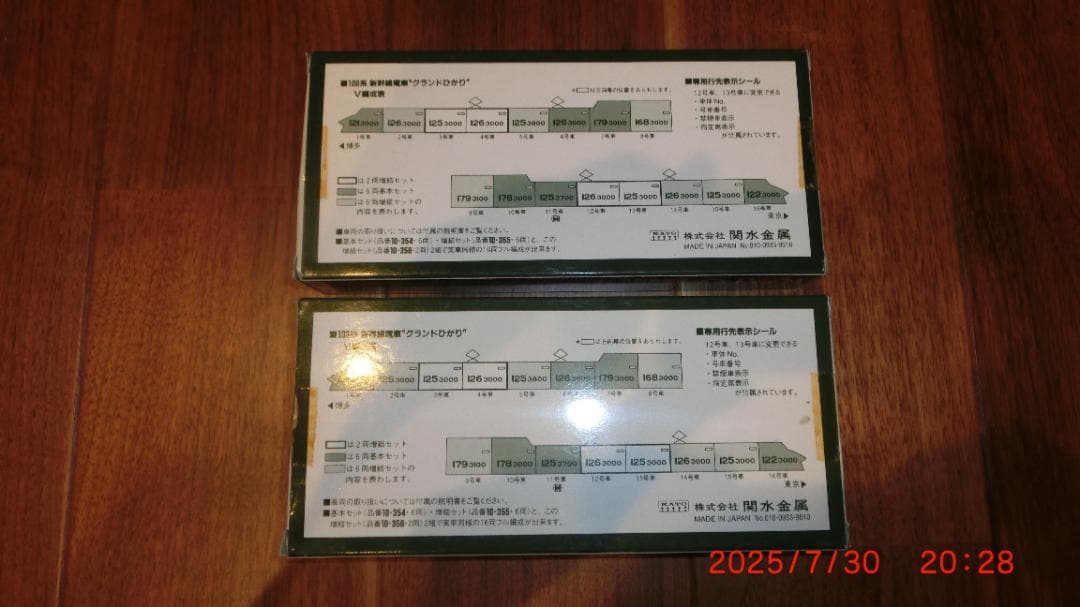 ■100系 新幹線電車"グランドひかり"
V編成表
■専用行先表示シール
12号車、13号車に変更できる
・車体No.
・号車番号
・禁煙車表示
・指定席表示
が付属されています。
121 3000 126 3000 125 3000 126 3000 125 3800 126 3000 179 3000 168 3000
1号車 2号車 3号車 4号車 5号車 6号車 7号車 8号車
◀博多
□は2両増結セット
■は6両基本セット
■は6両増結セットの
内容を表わします。
179 3100 178 3000 125 3700 126 3000 125 3000 126 3000 125 3000 122 3000
9号車 10号車 11号車 12号車 13号車 14号車 15号車 16号車
東京▶
■車両の取り扱いについては付属の説明書をご覧ください。
■基本セット(品番10-354・6両)・増結セット(品番10-355・6両)と、この
増結セット(品番10-356・2両)2組で実車同様の16両フル編成が出来ます。
KATO 株式会社 関水金属
MADE IN JAPAN
新幹線電車"グランドひかり"
■専用行先表示シール
12号車、13号車に変更できる
・車体No.
・号車番号
・禁煙車表示
・指定席表示
が付属されています。
125 3000 126 3000 125 3800 179 3000 168 3000
2号車 3号車 4号車 5号車 6号車 7号車 8号車
◀博多
□は2両増結セット
■は6両基本セット
■は6両増結セットの
内容を表わします。
179 3100 178 3000 125 3700 126 3000 125 3000 126 3000 125 3000 122 3000
9号車 10号車 11号車 12号車 13号車 14号車 15号車 16号車
東京▶
■車両の取り扱いについては付属の説明書をご覧ください。
■基本セット(品番10-354・6両)・増結セット(品番10-355・6両)と、この
増結セット(品番10-356・2両)2組で実車同様の16両フル編成が出来ます。
KATO 株式会社 関水金属
MADE IN JAPAN
2025/7/30 20:28